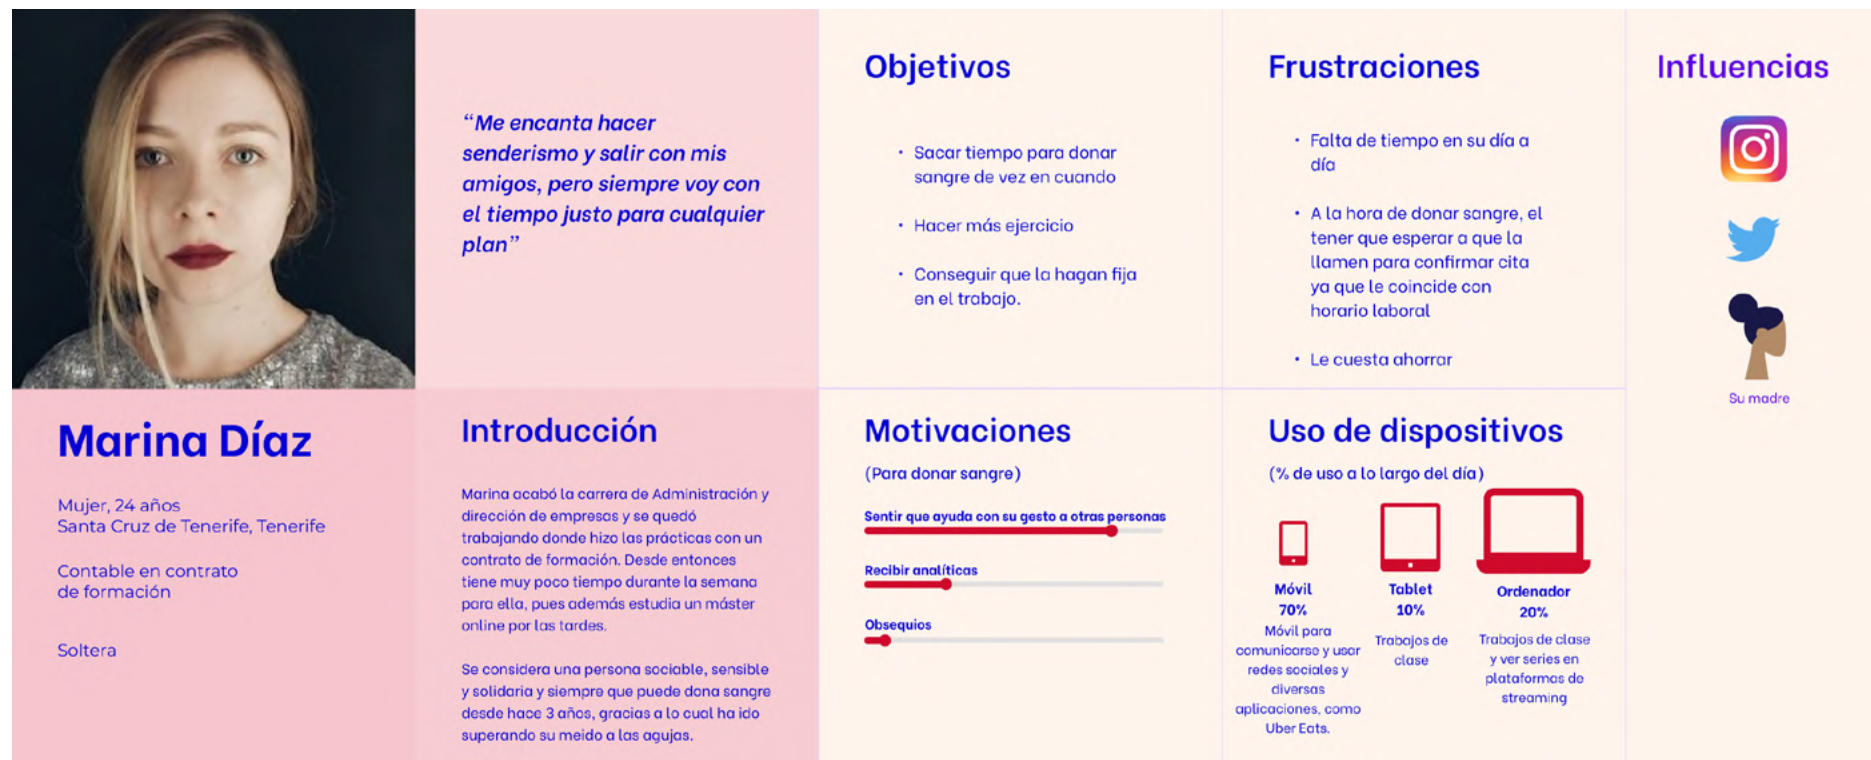 “Me encanta hacer
senderismo y salir con mis
amigos, pero siempre voy con
el tiempo justo para cualquier
plan”
Objetivos
• Sacar tiempo para donar
sangre de vez en cuando
• Hacer más ejercicio
• Conseguir que la hagan fija
en el trabajo.
Frustraciones
• Falta de tiempo en su día a
día
• A la hora de donar sangre, el
tener que esperar a que la
llamen para confirmar cita
ya que le coincide con
horario laboral
• Le cuesta ahorrar
Influencias
Su madre
Marina Díaz
Mujer, 24 años
Santa Cruz de Tenerife, Tenerife
Contable en contrato
de formación
Soltera
Introducción
Marina acabó la carrera de Administración y
dirección de empresas y se quedó
trabajando donde hizo las prácticas con un
contrato de formación. Desde entonces
tiene muy poco tiempo durante la semana
para ella, pues además estudia un máster
online por las tardes.
Se considera una persona sociable, sensible
y solidaria y siempre que puede dona sangre
desde hace 3 años, gracias a lo cual ha ido
superando su meido a las agujas.
Motivaciones
(Para donar sangre)
Sentir que ayuda con su gesto a otras personas
Recibir analíticas
Obsequios
Uso de dispositivos
(% de uso a lo largo del día)
Móvil
70%
Móvil para
comunicarse y usar
redes sociales y
diversas
aplicaciones, como
Uber Eats.
Tablet
10%
Trabajos de
clase
Ordenador
20%
Trabajos de clase
y ver series en
plataformas de
streaming